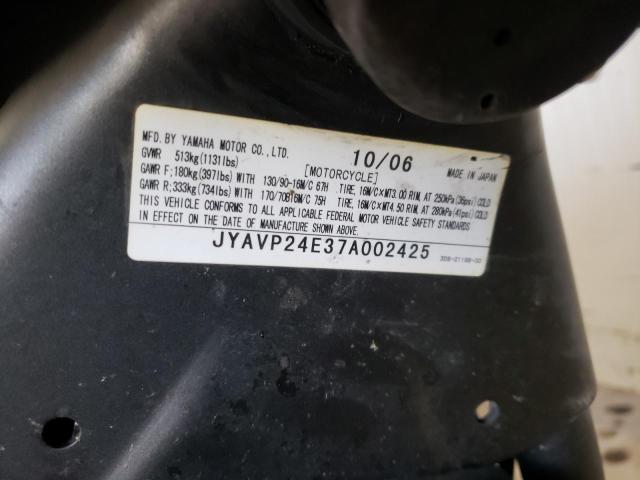 MFD. BY YAMAHA MOTOR CO., LTD. 10/06 MADE IN JAPAN
GVWR 513kg(1131lbs) [MOTORCYCLE]
GAWR F;180kg(397lbs) WITH 130/90-16M/C 67H TIRE, 16M/C×MT3.00 RIM, AT 250kPa(36psi)COLD
GAWR R;333kg(734lbs) WITH 170/70B16M/C 75H TIRE, 16M/C×MT4.50 RIM, AT 280kPa(41psi)COLD
THIS VEHICLE CONFORMS TO ALL APPLICABLE FEDERAL MOTOR VEHICLE SAFETY STANDARDS
IN EFFECT ON THE DATE OF MANUFACTURE SHOWN ABOVE.
JYAVP24E37A002425